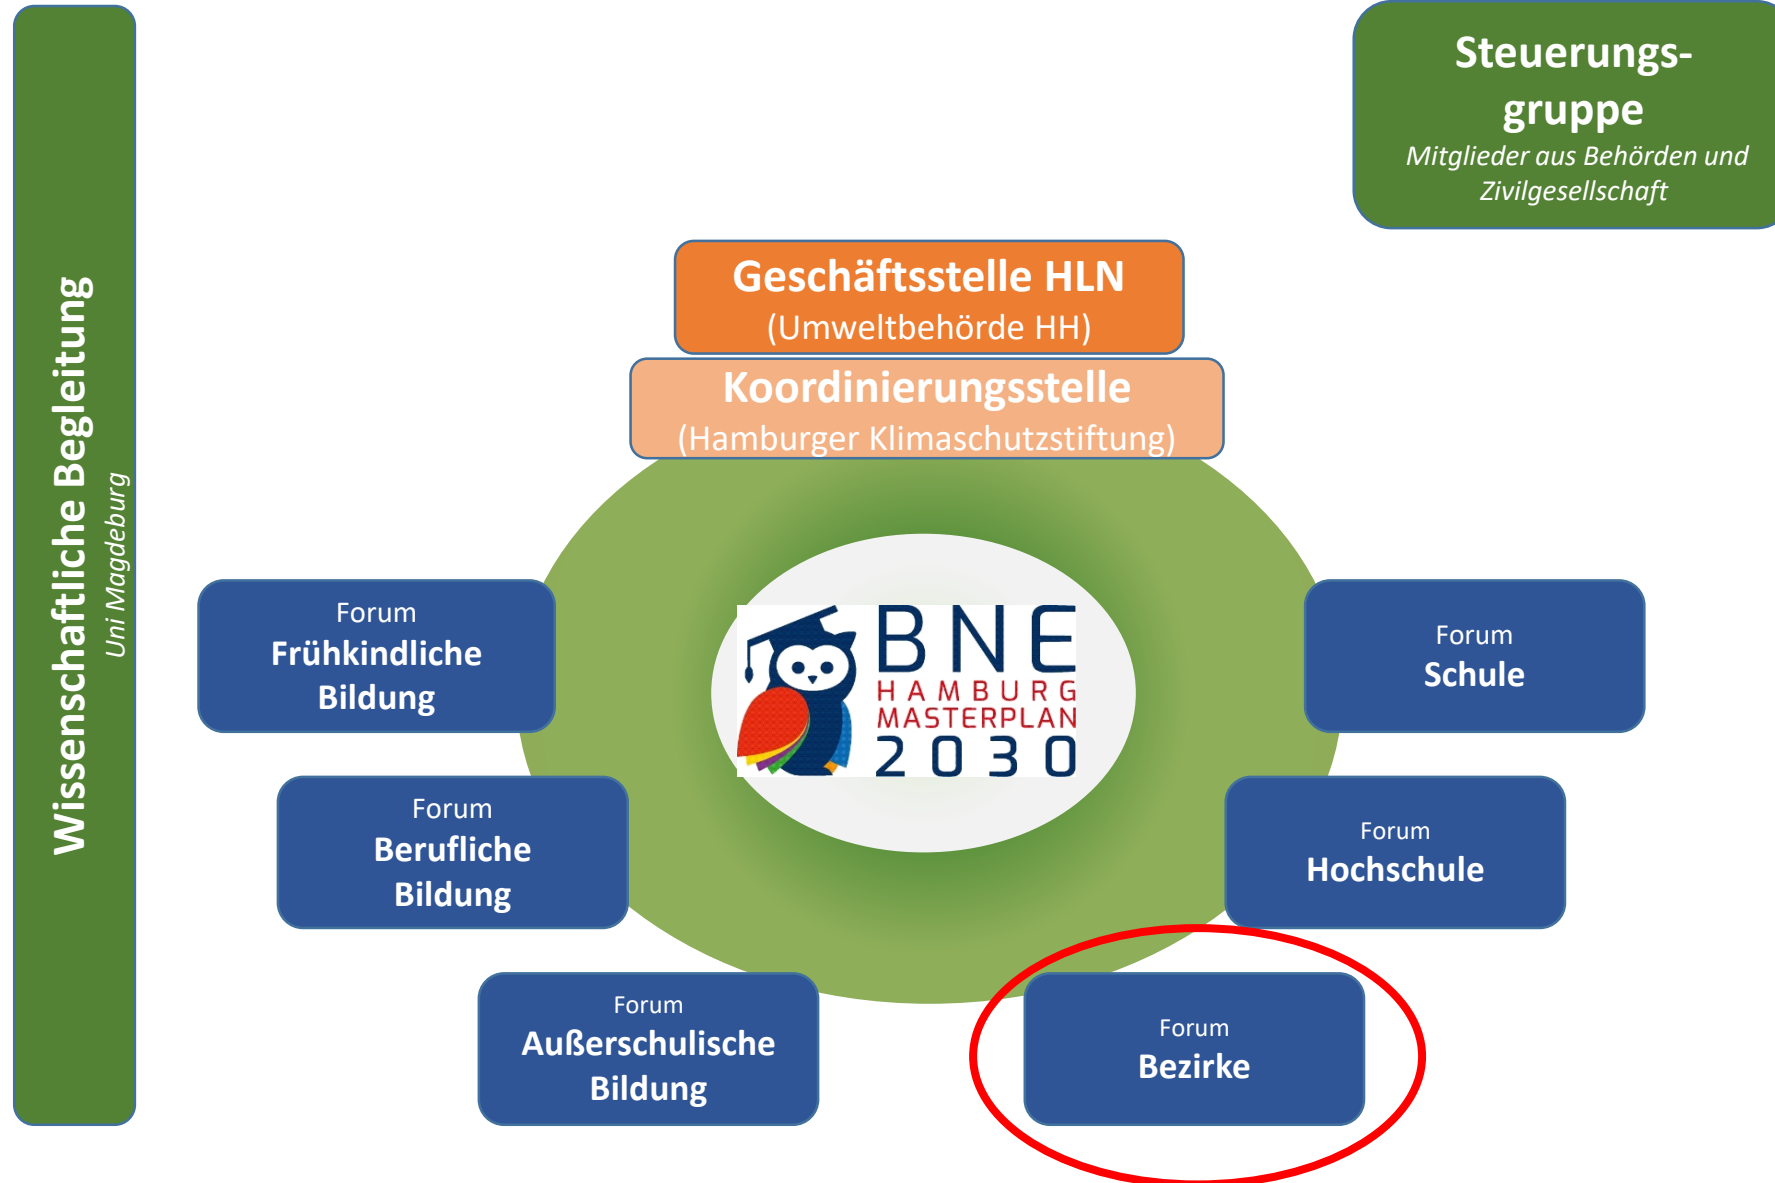 Wissenschaftliche Begleitung
Uni Magdeburg
Steuerungs-
gruppe
Mitglieder aus Behörden und
Zivilgesellschaft
Geschäftsstelle HLN
(Umweltbehörde HH)
Koordinierungsstelle
(Hamburger Klimaschutzstiftung)
BNE
HAMBURG
MASTERPLAN
2030
Forum
Frühkindliche
Bildung
Forum
Schule
Forum
Berufliche
Bildung
Forum
Hochschule
Forum
Außerschulische
Bildung
Forum
Bezirke